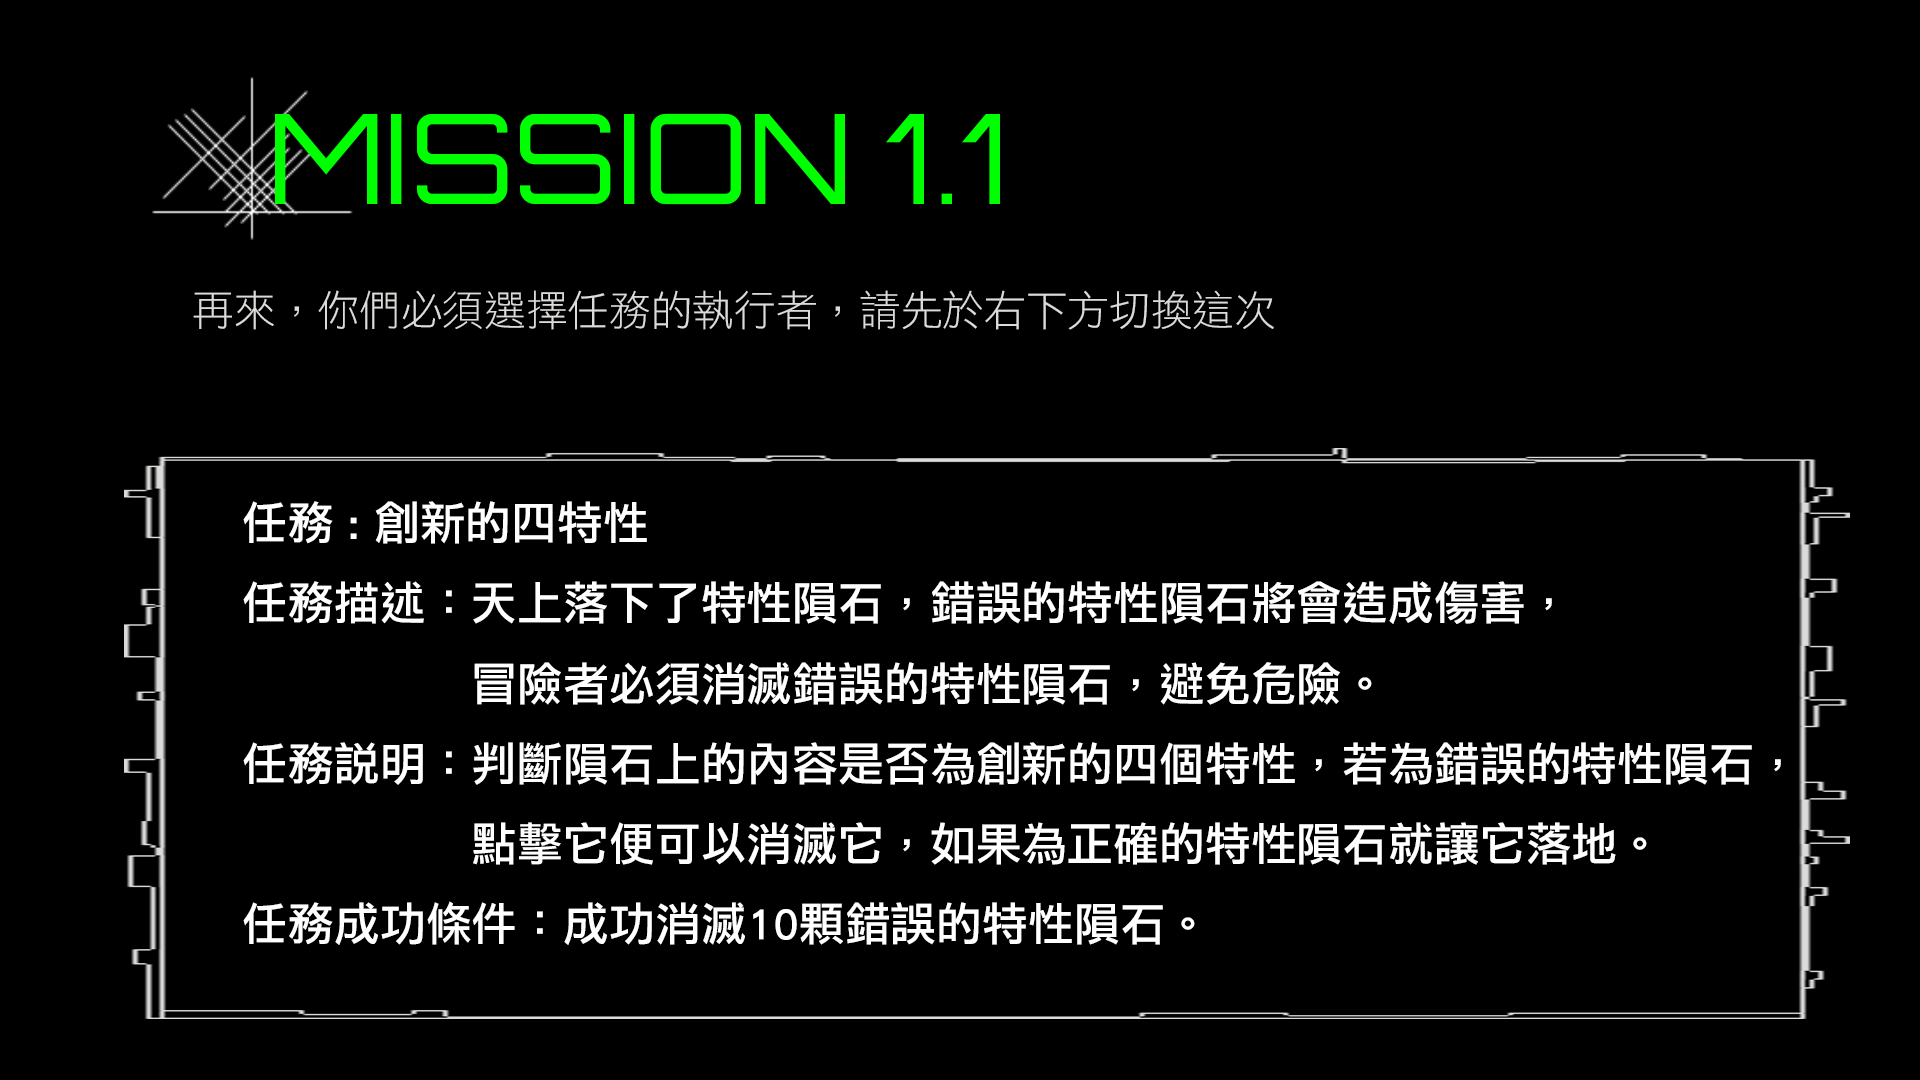 MISSION 1.1
再來，你們必須選擇任務的執行者，請先於右下方切換這次
任務 : 創新的四特性
任務描述：天上落下了特性隕石，錯誤的特性隕石將會造成傷害，
冒險者必須消滅錯誤的特性隕石，避免危險。
任務説明：判斷隕石上的內容是否為創新的四個特性，若為錯誤的特性隕石，
點擊它便可以消滅它，如果為正確的特性隕石就讓它落地。
任務成功條件：成功消滅10顆錯誤的特性隕石。